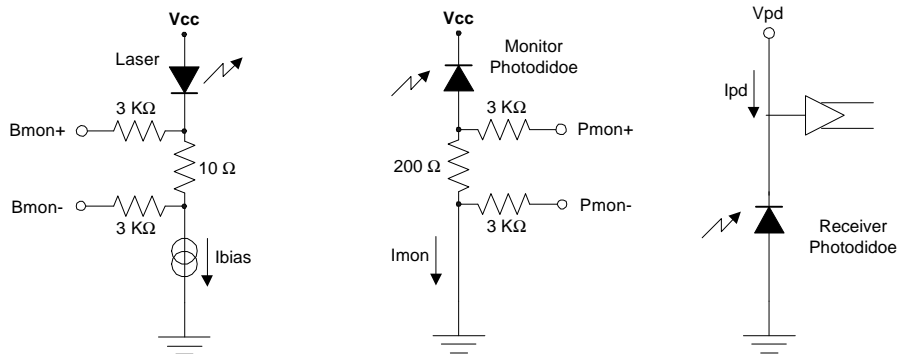 Vcc
Laser
3 KΩ
Bmon+
10 Ω
Bmon-
3 KΩ
Ibias
Vcc
Monitor
Photodidoe
3 KΩ
Pmon+
200 Ω
Pmon-
3 KΩ
Imon
Vpd
Ipd
Receiver
Photodidoe